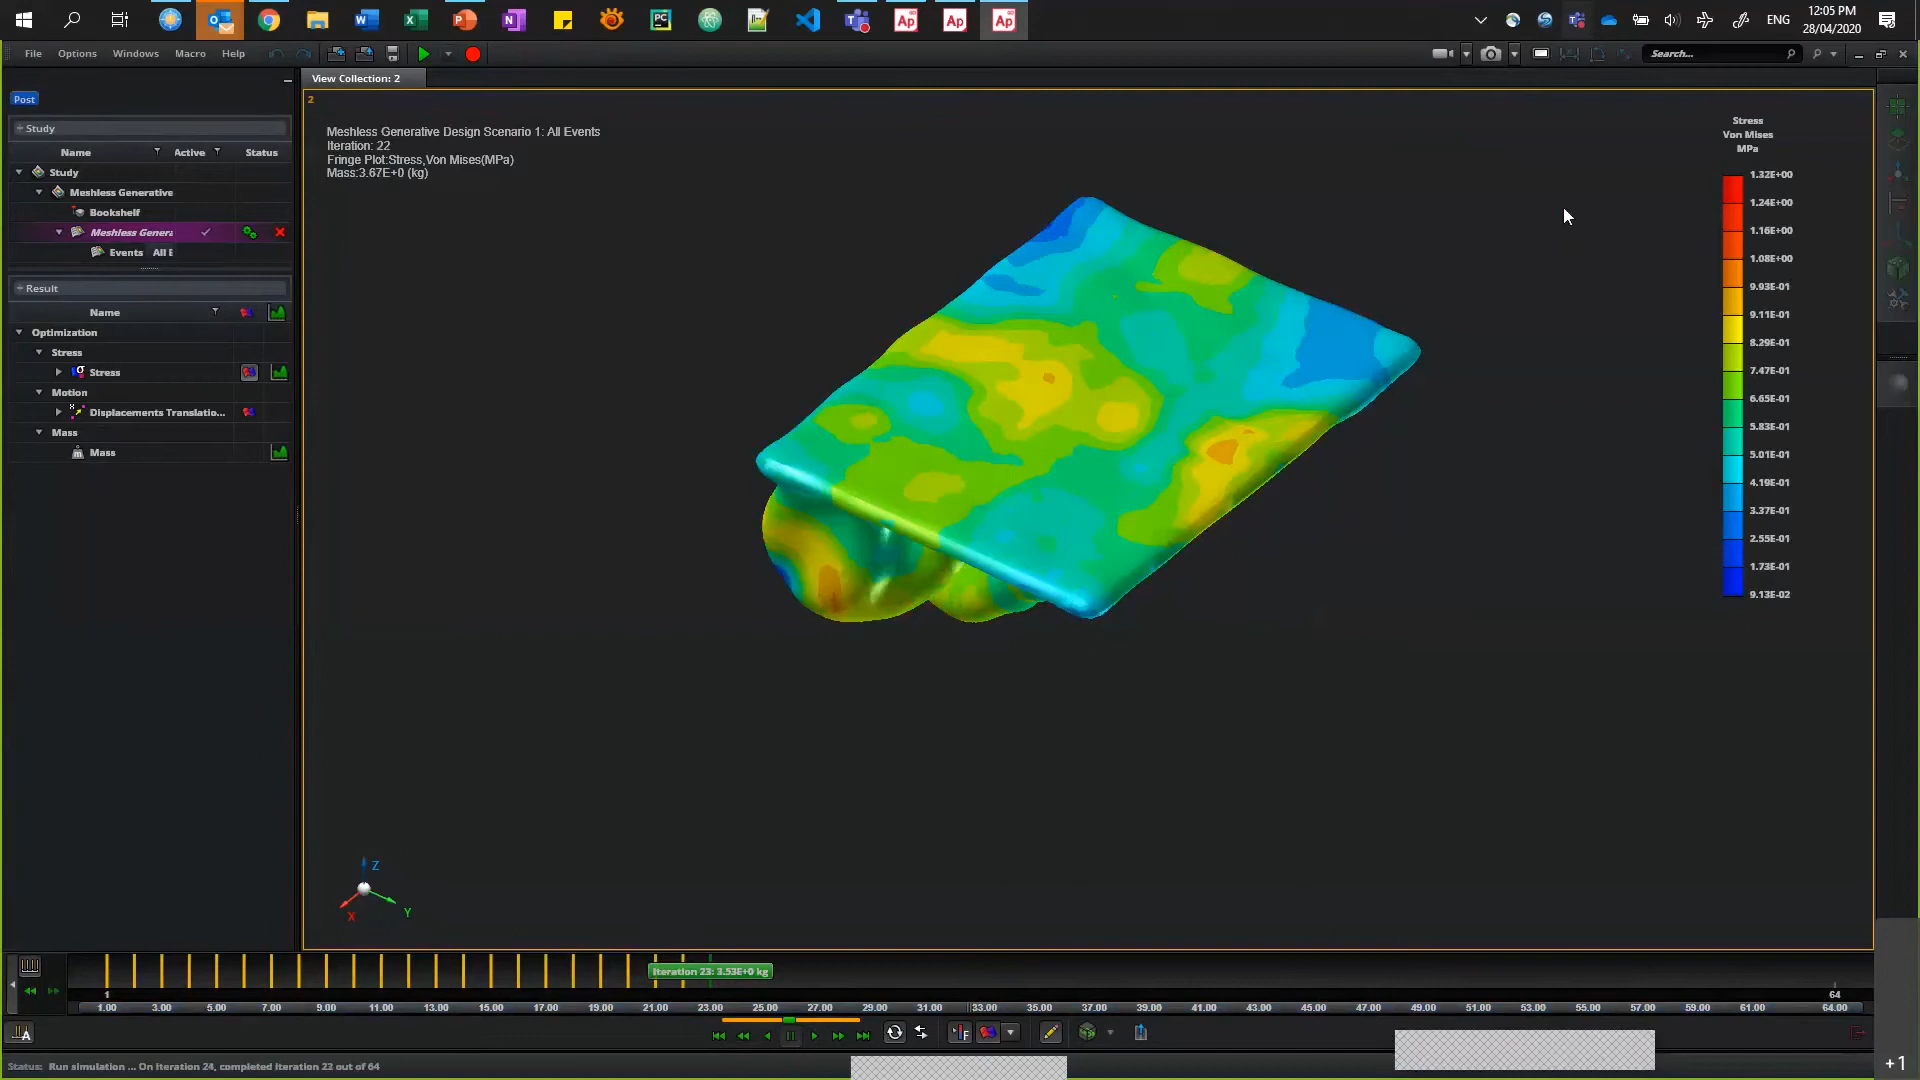 ENG
12:05 PM
28/04/2020
File Options Windows Macro Help
Search...
View Collection: 2
Post
Study
Name Active Status
Study
Meshless Generative
Bookshelf
Meshless Genera
Events All E
Result
Name
Optimization
Stress
Stress
Motion
Displacements Translatio...
Mass
Mass
2
Meshless Generative Design Scenario 1: All Events
Iteration: 22
Fringe Plot:Stress,Von Mises(MPa)
Mass:3.67E+0 (kg)
Stress
Von Mises
MPa
1.32E+00
1.24E+00
1.16E+00
1.08E+00
9.93E-01
9.11E-01
8.29E-01
7.47E-01
6.65E-01
5.83E-01
5.01E-01
4.19E-01
3.37E-01
2.55E-01
1.73E-01
9.13E-02
Z
X
Y
Iteration 23: 3.53E+0 kg
1 64
1.00 3.00 5.00 7.00 9.00 11.00 13.00 15.00 17.00 19.00 21.00 23.00 25.00 27.00 29.00 31.00 33.00 35.00 37.00 39.00 41.00 43.00 45.00 47.00 49.00 51.00 53.00 55.00 57.00 59.00 61.00 64.00
Status: Run simulation ... On Iteration 24, completed Iteration 22 out of 64
+1